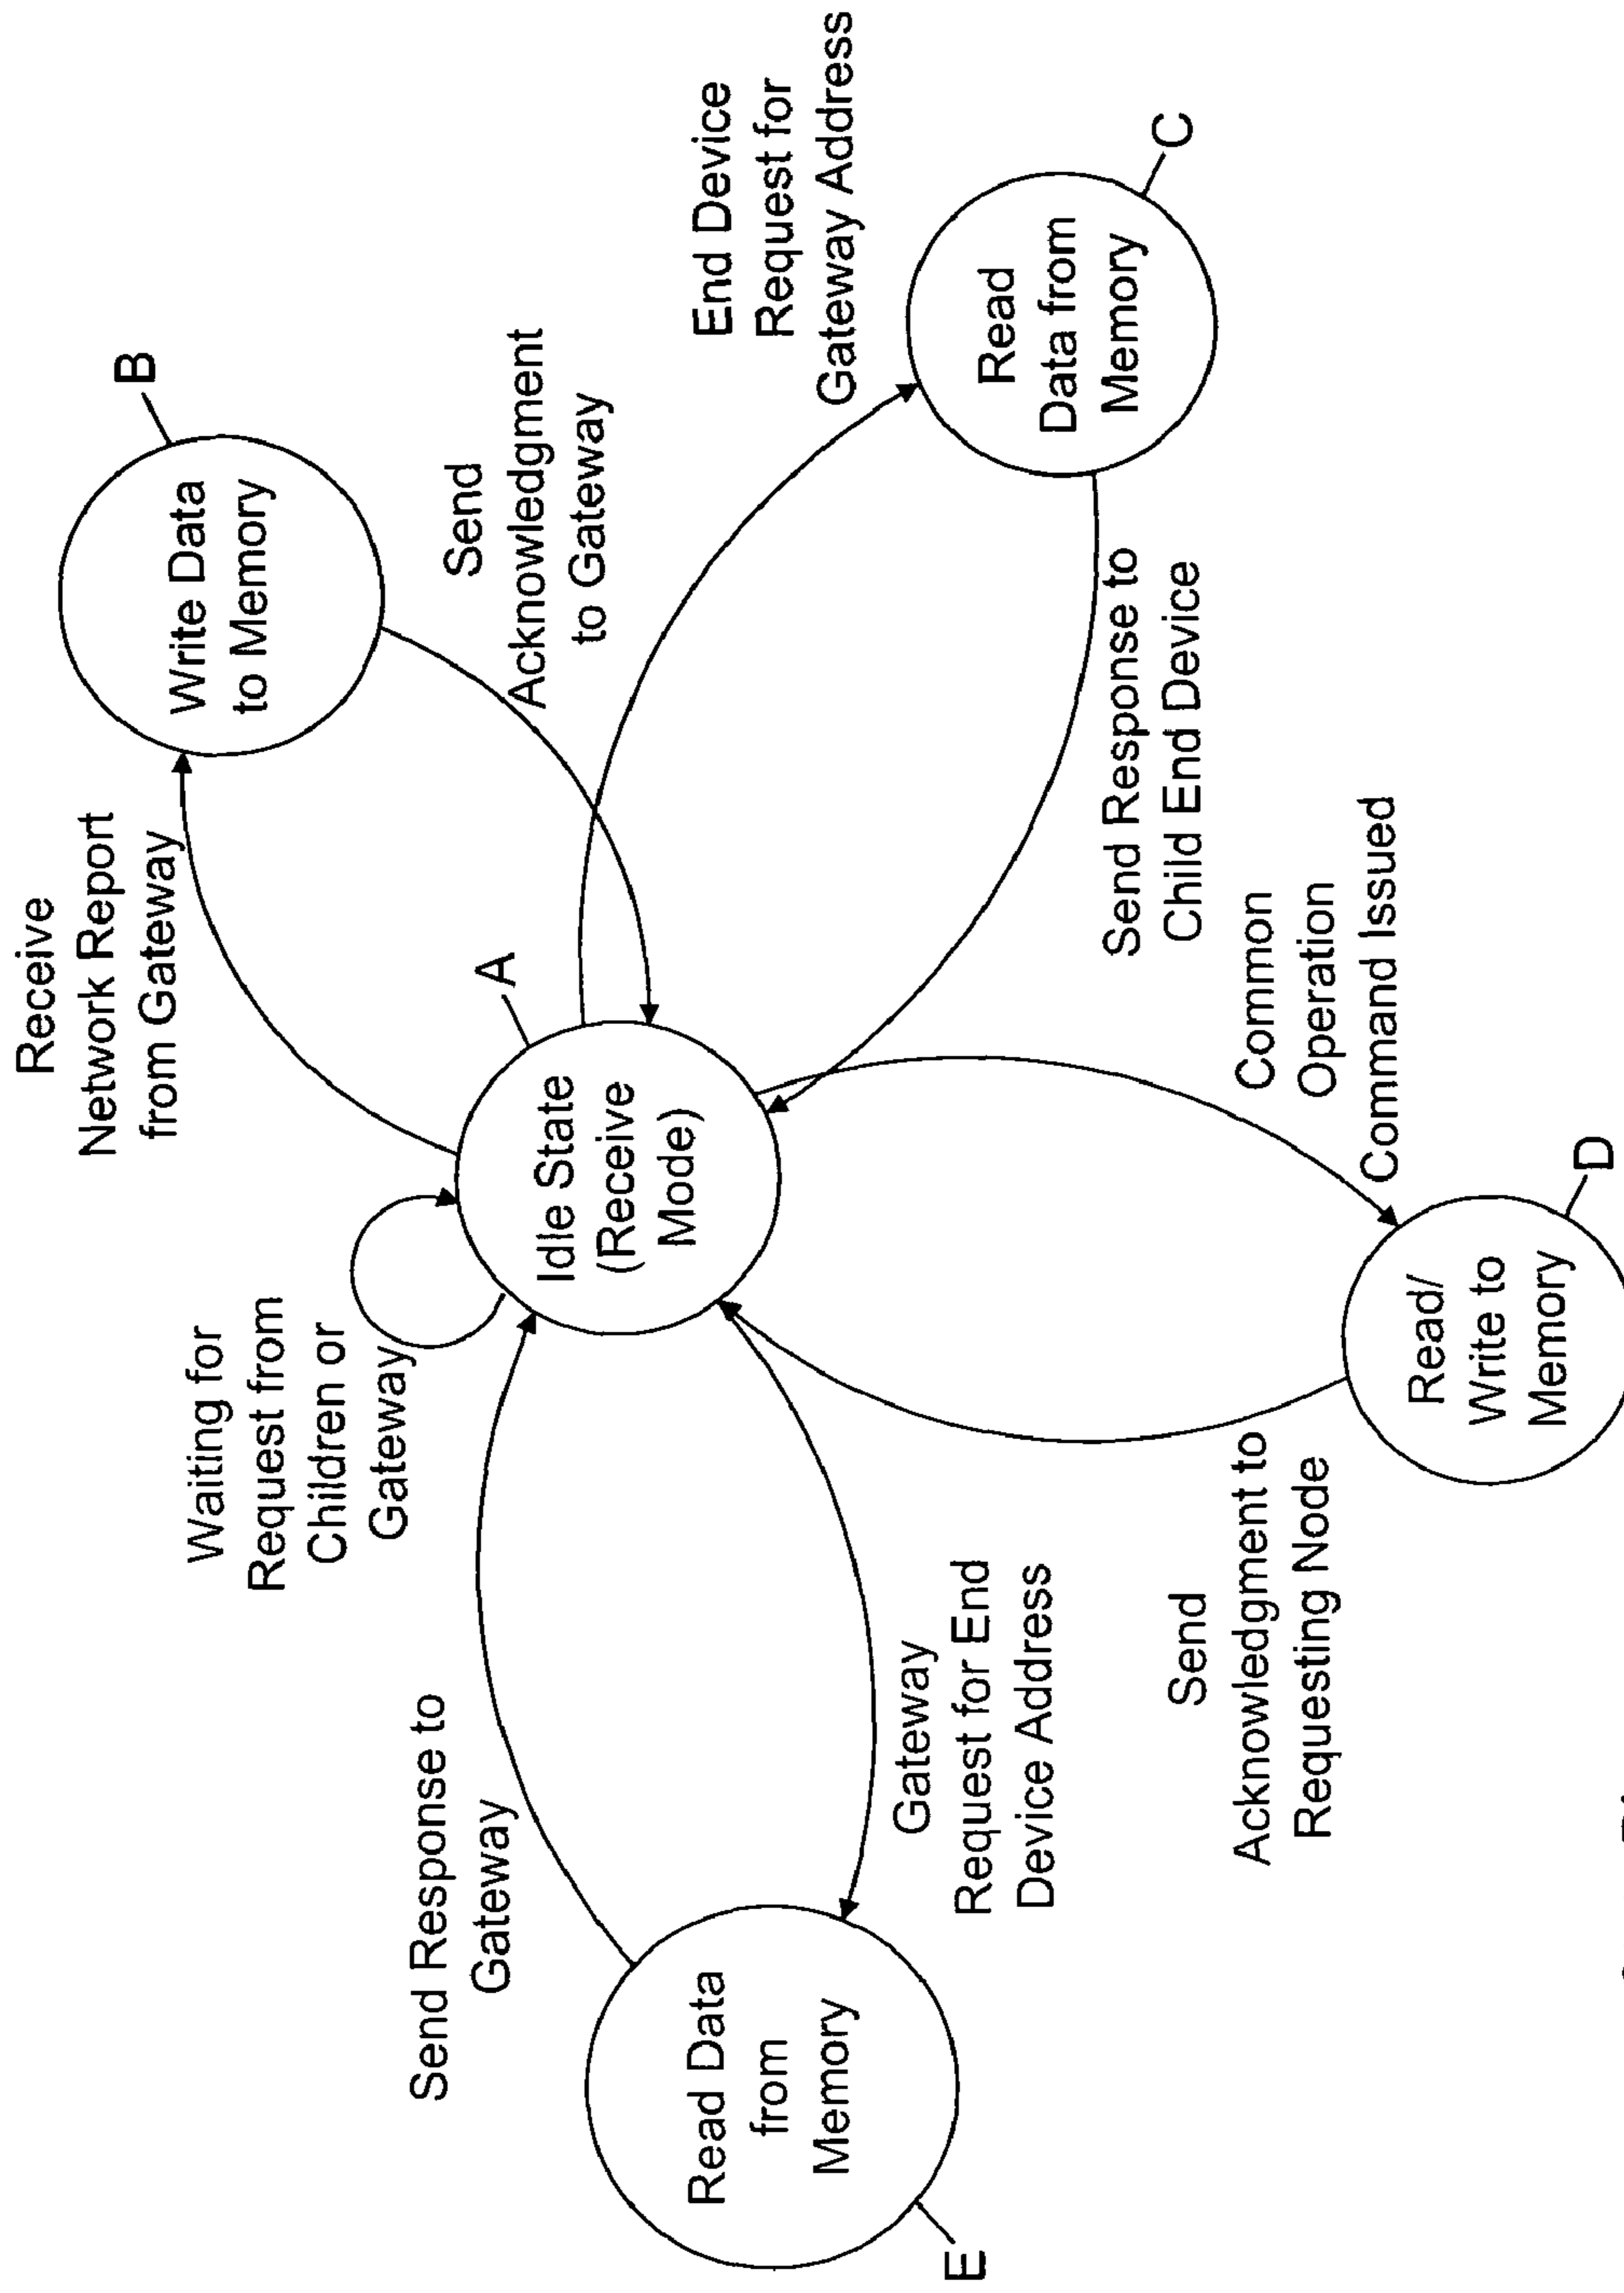 Receive
Network Report
from Gateway
B
Write Data
to Memory
Waiting for
Request from
Children or
Gateway
A
Send
Acknowledgment
to Gateway
Idle State
(Receive
Mode)
End Device
Request for
Gateway Address
Send Response to
Gateway
Read
Data from
Memory
C
Read Data
from
Memory
E
Gateway
Request for End
Device Address
Send Response to
Child End Device
Common
Operation
Command Issued
Send
Acknowledgment to
Requesting Node
Read/
Write to
Memory
D